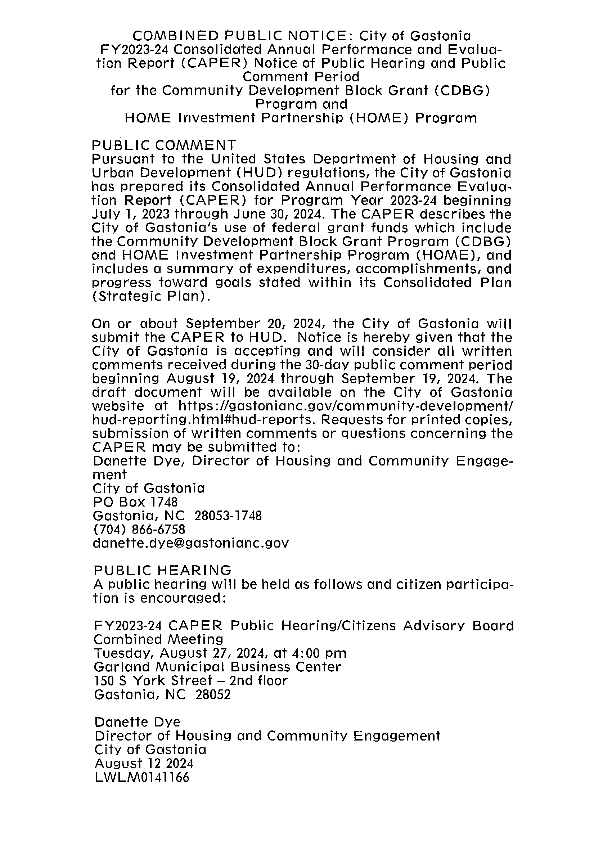 COMBINED PUBLIC NOTICE: City of Gastonia
FY2023-24 Consolidated Annual Performance and Evalua-
tion Report (CAPER) Notice of Public Hearing and Public
Comment Period
for the Community Development Block Grant (CDBG)
Program and
HOME Investment Partnership (HOME) Program
PUBLIC COMMENT
Pursuant to the United States Department of Housing and
Urban Development (HUD) regulations, the City of Gastonia
has prepared its Consolidated Annual Performance Evalua-
tion Report (CAPER) for Program Year 2023-24 beginning
July 1, 2023 through June 30, 2024. The CAPER describes the
City of Gastonia's use of federal grant funds which include
the Community Development Block Grant Program (CDBG)
and HOME Investment Partnership Program (HOME), and
includes a summary of expenditures, accomplishments, and
progress toward goals stated within its Consolidated Plan
(Strategic Plan).
On or about September 20, 2024, the City of Gastonia will
submit the CAPER to HUD. Notice is hereby given that the
City of Gastonia is accepting and will consider all written
comments received during the 30-day public comment period
beginning August 19, 2024 through September 19, 2024. The
draft document will be available on the City of Gastonia
website at https://gastonianc.gov/community-development/
hud-reporting.html#hud-reports. Requests for printed copies,
submission of written comments or questions concerning the
CAPER may be submitted to:
Danette Dye, Director of Housing and Community Engage-
ment
City of Gastonia
PO Box 1748
Gastonia, NC 28053-1748
(704) 866-6758
danette.dye@gastonianc.gov
PUBLIC HEARING
A public hearing will be held as follows and citizen participa-
tion is encouraged:
FY2023-24 CAPER Public Hearing/Citizens Advisory Board
Combined Meeting
Tuesday, August 27, 2024, at 4:00 pm
Garland Municipal Business Center
150 S York Street – 2nd floor
Gastonia, NC 28052
Danette Dye
Director of Housing and Community Engagement
City of Gastonia
August 12 2024
LWLM0141166